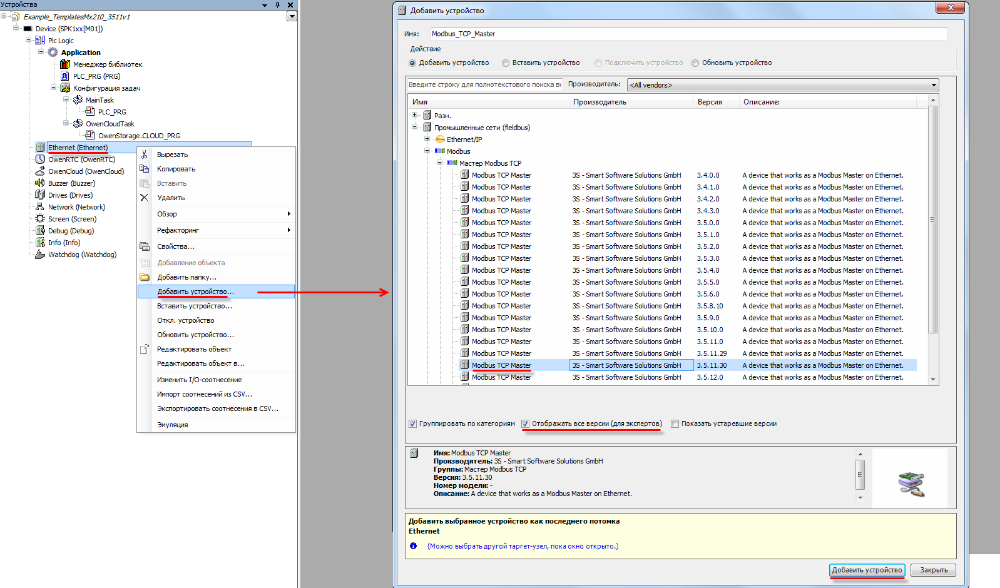 Устройства
Example_TemplatesMx210_3511v1
Device (SPK1xx[M01])
Plc Logic
Application
Менеджер библиотек
PLC_PRG (PRG)
Конфигурация задач
MainTask
PLC_PRG
OwenCloudTask
OwenStorage.CLOUD_PRG
Ethernet (Ethernet)
OwenRTC (OwenRTC)
OwenCloud (OwenCloud)
Buzzer (Buzzer)
Drives (Drives)
Network (Network)
Screen (Screen)
Debug (Debug)
Info (Info)
Watchdog (Watchdog)
Вырезать
Копировать
Вставить
Удалить
Обзор
Рефакторинг
Свойства...
Добавление объекта
Добавить папку...
Добавить устройство...
Вставить устройство...
Откл. устройство
Обновить устройство...
Редактировать объект
Редактировать объект в...
Изменить I/O-соотнесение
Импорт соотнесений из CSV...
Экспортировать соотнесения в CSV...
Эмуляция
Добавить устройство
Имя: Modbus_TCP_Master
Действие
Добавить устройство Вставить устройство Подключить устройство Обновить устройство
Введите строку для полнотекстового поиска вс Производитель: <All vendors>
Имя Производитель Версия Описание:
Разн.
Промышленные сети (fieldbus)
Ethernet/IP
Modbus
Мастер Modbus TCP
Modbus TCP Master 3S - Smart Software Solutions GmbH 3.4.0.0 A device that works as a Modbus Master on Ethernet.
Modbus TCP Master 3S - Smart Software Solutions GmbH 3.4.1.0 A device that works as a Modbus Master on Ethernet.
Modbus TCP Master 3S - Smart Software Solutions GmbH 3.4.2.0 A device that works as a Modbus Master on Ethernet.
Modbus TCP Master 3S - Smart Software Solutions GmbH 3.4.3.0 A device that works as a Modbus Master on Ethernet.
Modbus TCP Master 3S - Smart Software Solutions GmbH 3.5.0.0 A device that works as a Modbus Master on Ethernet.
Modbus TCP Master 3S - Smart Software Solutions GmbH 3.5.1.0 A device that works as a Modbus Master on Ethernet.
Modbus TCP Master 3S - Smart Software Solutions GmbH 3.5.2.0 A device that works as a Modbus Master on Ethernet.
Modbus TCP Master 3S - Smart Software Solutions GmbH 3.5.3.0 A device that works as a Modbus Master on Ethernet.
Modbus TCP Master 3S - Smart Software Solutions GmbH 3.5.4.0 A device that works as a Modbus Master on Ethernet.
Modbus TCP Master 3S - Smart Software Solutions GmbH 3.5.5.0 A device that works as a Modbus Master on Ethernet.
Modbus TCP Master 3S - Smart Software Solutions GmbH 3.5.6.0 A device that works as a Modbus Master on Ethernet.
Modbus TCP Master 3S - Smart Software Solutions GmbH 3.5.8.10 A device that works as a Modbus Master on Ethernet.
Modbus TCP Master 3S - Smart Software Solutions GmbH 3.5.9.0 A device that works as a Modbus Master on Ethernet.
Modbus TCP Master 3S - Smart Software Solutions GmbH 3.5.10.0 A device that works as a Modbus Master on Ethernet.
Modbus TCP Master 3S - Smart Software Solutions GmbH 3.5.11.0 A device that works as a Modbus Master on Ethernet.
Modbus TCP Master 3S - Smart Software Solutions GmbH 3.5.11.29 A device that works as a Modbus Master on Ethernet.
Modbus TCP Master 3S - Smart Software Solutions GmbH 3.5.11.30 A device that works as a Modbus Master on Ethernet.
Modbus TCP Master 3S - Smart Software Solutions GmbH 3.5.12.0 A device that works as a Modbus Master on Ethernet.
Группировать по категориям Отображать все версии (для экспертов) Показать устаревшие версии
Имя: Modbus TCP Master
Производитель: 3S - Smart Software Solutions GmbH
Группы: Мастер Modbus TCP
Версия: 3.5.11.30
Номер модели: -
Описание: A device that works as a Modbus Master on Ethernet.
Добавить выбранное устройство как последнего потомка
Ethernet
(Можно выбрать другой таргет-узел, пока окно открыто.)
Добавить устройство Закрыть